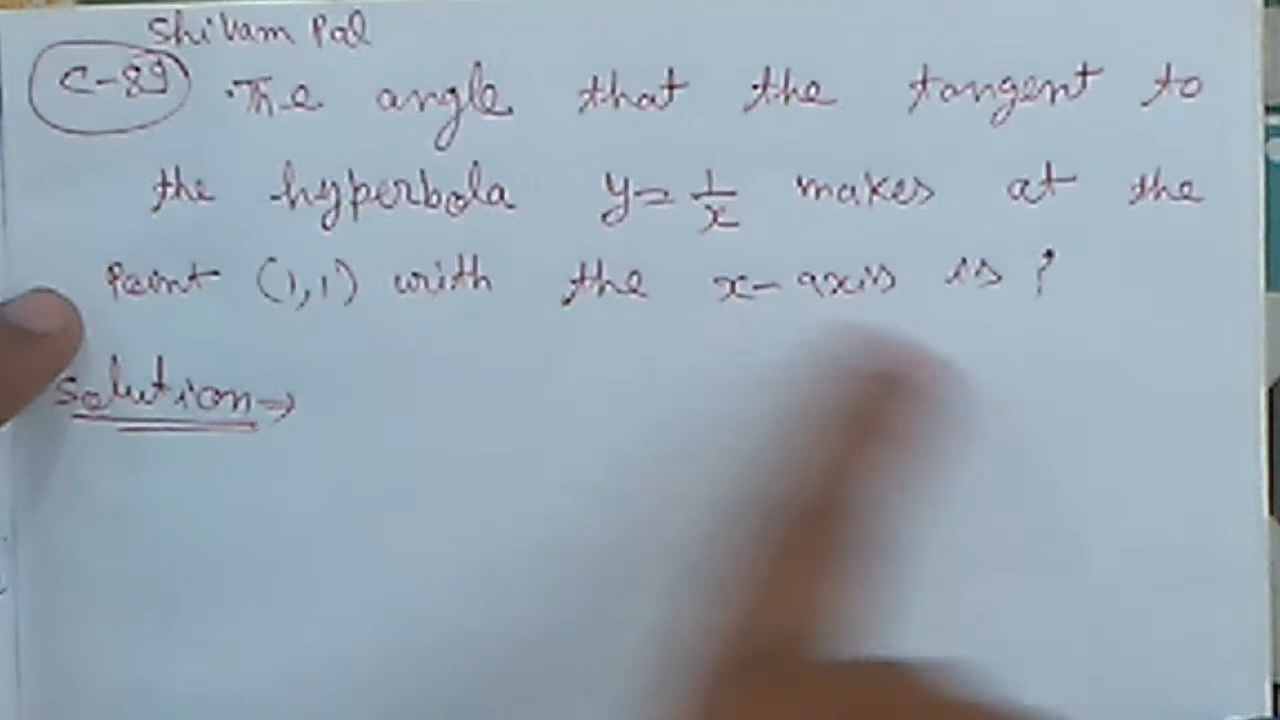 Shivam Pal
C-89 The angle that the tangent to
the hyperbola y = 1/x makes at the
Point (1,1) with the x-axis is ?
Solution →